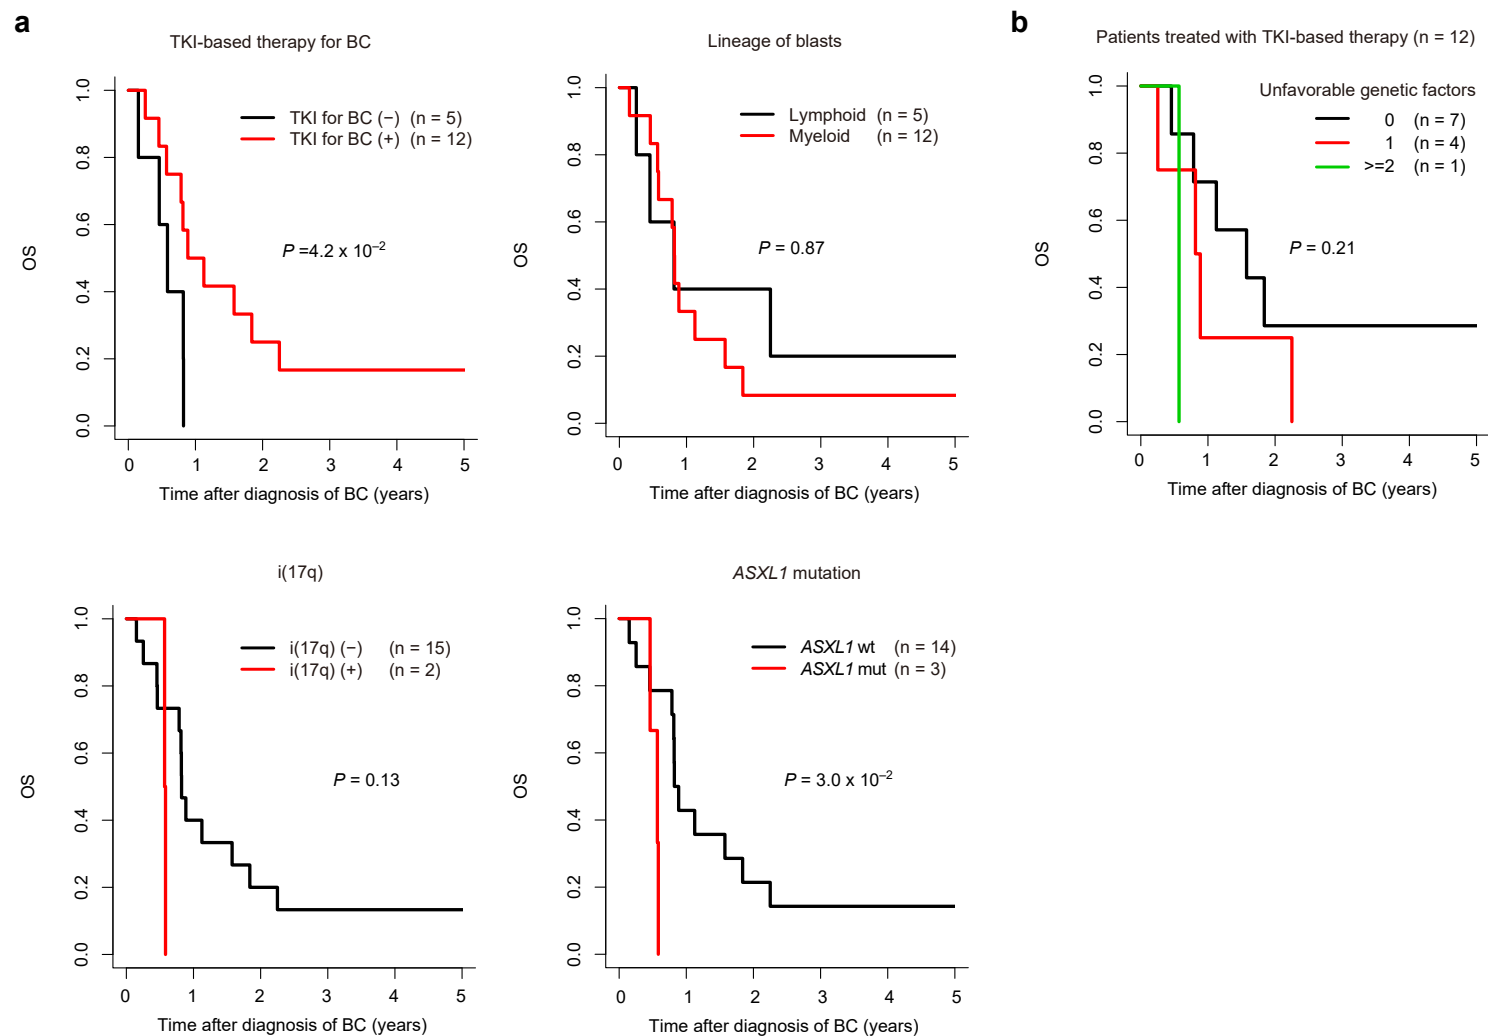 a
TKI-based therapy for BC
1.0
0.8
0.6
0.4
0.2
0.0
OS
TKI for BC (−) (n = 5)
TKI for BC (+) (n = 12)
P =4.2 x 10⁻²
0 1 2 3 4 5
Time after diagnosis of BC (years)
Lineage of blasts
1.0
0.8
0.6
0.4
0.2
0.0
OS
Lymphoid (n = 5)
Myeloid (n = 12)
P = 0.87
0 1 2 3 4 5
Time after diagnosis of BC (years)
b
Patients treated with TKI-based therapy (n = 12)
1.0
0.8
0.6
0.4
0.2
0.0
OS
Unfavorable genetic factors
0 (n = 7)
1 (n = 4)
>=2 (n = 1)
P = 0.21
0 1 2 3 4 5
Time after diagnosis of BC (years)
i(17q)
1.0
0.8
0.6
0.4
0.2
0.0
OS
i(17q) (−) (n = 15)
i(17q) (+) (n = 2)
P = 0.13
0 1 2 3 4 5
Time after diagnosis of BC (years)
ASXL1 mutation
1.0
0.8
0.6
0.4
0.2
0.0
OS
ASXL1 wt (n = 14)
ASXL1 mut (n = 3)
P = 3.0 x 10⁻²
0 1 2 3 4 5
Time after diagnosis of BC (years)